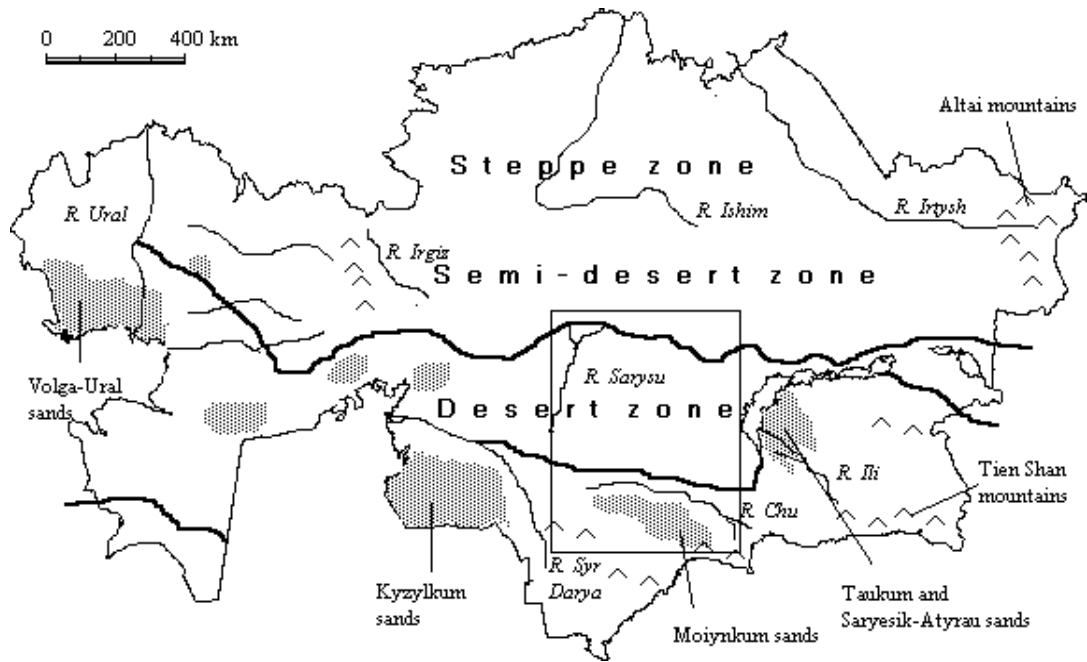 0 200 400 km
Altai mountains
Steppe zone
R. Ural
R. Ishim
R. Irtysh
R. Irgiz
Semi-desert zone
R. Sarysu
Volga-Ural
sands
Desert zone
R. Ili
Tien Shan
mountains
R. Chu
R. Syr
Darya
Kyzylkum
sands
Taukum and
Saryesik-Atyrau sands
Moiynkum sands